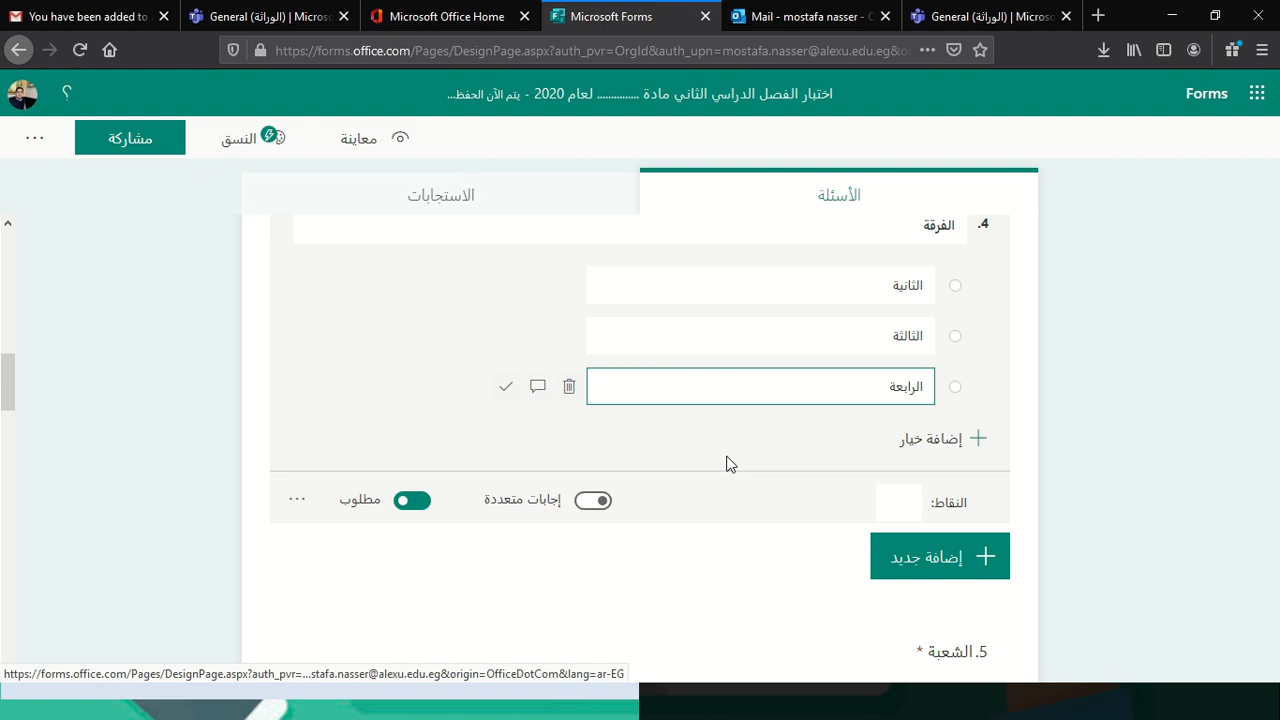 You have been added to
General (الوراثة) | Micros
Microsoft Office Home
Microsoft Forms
Mail - mostafa nasser - O
General (الوراثة) | Micros
https://forms.office.com/Pages/DesignPage.aspx?auth_pvr=OrgId&auth_upn=mostafa.nasser@alexu.edu.eg&o
Forms
اختبار الفصل الدراسي الثاني مادة ............... لعام 2020 - يتم الآن الحفظ...
؟
معاينة
النسق
مشاركة
الأسئلة
الاستجابات
4. الفرقة
الثانية
الثالثة
الرابعة
إضافة خيار
النقاط:
إجابات متعددة
مطلوب
إضافة جديد
5. الشعبة *
https://forms.office.com/Pages/DesignPage.aspx?auth_pvr=...stafa.nasser@alexu.edu.eg&origin=OfficeDotCom&lang=ar-EG